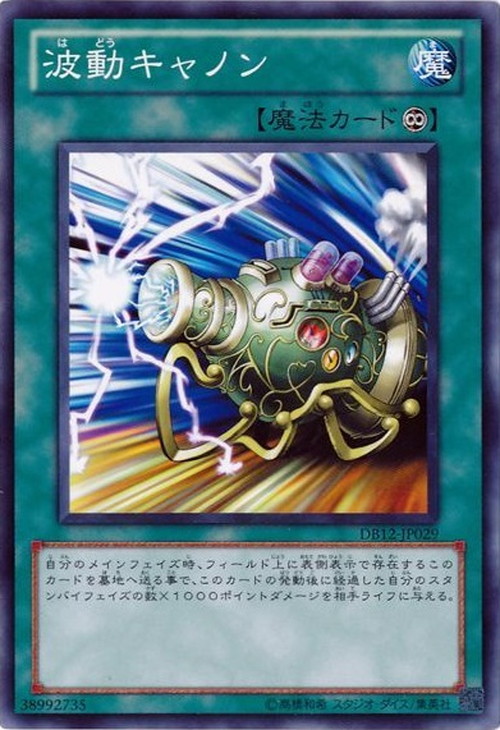 波動キャノン
魔
【魔法カード】
DB12-JP029
自分のメインフェイズ時、フィールド上に表側表示で存在するこの
カードを墓地へ送る事で、このカードの発動後に経過した自分のスタ
ンバイフェイズの数×1000ポイントダメージを相手ライフに与える。
38992735
©高橋和希 スタジオ・ダイス/集英社